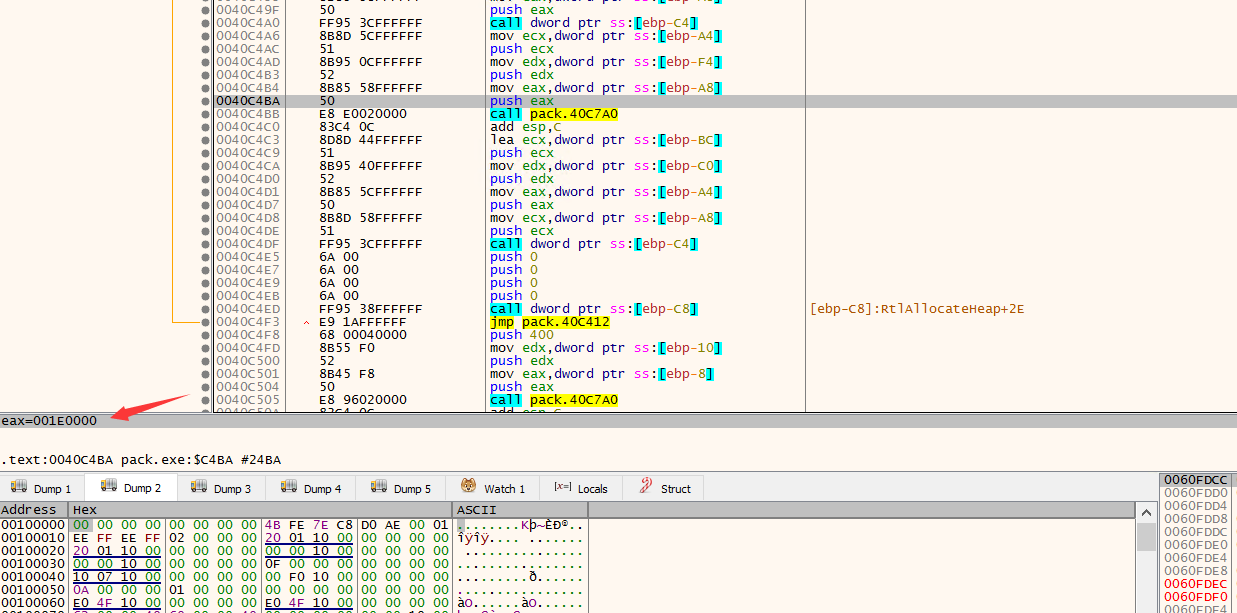 0040C49F 50 push eax
0040C4A0 FF95 3CFFFFFF call dword ptr ss:[ebp-C4]
0040C4A6 8B8D 5CFFFFFF mov ecx,dword ptr ss:[ebp-A4]
0040C4AC 51 push ecx
0040C4AD 8B95 0CFFFFFF mov edx,dword ptr ss:[ebp-F4]
0040C4B3 52 push edx
0040C4B4 8B85 58FFFFFF mov eax,dword ptr ss:[ebp-A8]
0040C4BA 50 push eax
0040C4BB E8 E0020000 call pack.40C7A0
0040C4C0 83C4 0C add esp,C
0040C4C3 8D8D 44FFFFFF lea ecx,dword ptr ss:[ebp-BC]
0040C4C9 51 push ecx
0040C4CA 8B95 40FFFFFF mov edx,dword ptr ss:[ebp-C0]
0040C4D0 52 push edx
0040C4D1 8B85 5CFFFFFF mov eax,dword ptr ss:[ebp-A4]
0040C4D7 50 push eax
0040C4D8 8B8D 58FFFFFF mov ecx,dword ptr ss:[ebp-A8]
0040C4DE 51 push ecx
0040C4DF FF95 3CFFFFFF call dword ptr ss:[ebp-C4]
0040C4E5 6A 00 push 0
0040C4E7 6A 00 push 0
0040C4E9 6A 00 push 0
0040C4EB 6A 00 push 0
0040C4ED FF95 38FFFFFF call dword ptr ss:[ebp-C8] [ebp-C8]:RtlAllocateHeap+2E
0040C4F3 ^ E9 1AFFFFFF jmp pack.40C412
0040C4F8 68 00040000 push 400
0040C4FD 8B55 F0 mov edx,dword ptr ss:[ebp-10]
0040C500 52 push edx
0040C501 8B45 F8 mov eax,dword ptr ss:[ebp-8]
0040C504 50 push eax
0040C505 E8 96020000 call pack.40C7A0
eax=001E0000
.text:0040C4BA pack.exe:$C4BA #24BA
Dump 1 Dump 2 Dump 3 Dump 4 Dump 5 Watch 1 [x=] Locals Struct
Address Hex ASCII
00100000 00 00 00 00 00 00 00 00 4B FE 7E C8 D0 AE 00 01 ........Kþ~ÈÐ®..
00100010 EE FF EE FF 02 00 00 00 20 01 10 00 00 00 00 00 îÿîÿ.... .......
00100020 20 01 10 00 00 00 00 00 00 00 10 00 00 00 00 00 ...............
00100030 00 00 10 00 00 00 00 00 0F 00 00 00 00 00 00 00 ................
00100040 10 07 10 00 00 00 00 00 00 F0 10 00 00 00 00 00 .........ð......
00100050 0A 00 00 00 01 00 00 00 00 00 00 00 00 00 00 00 ................
00100060 E0 4F 10 00 00 00 00 00 E0 4F 10 00 00 00 00 00 àO......àO......
0060FDCC
0060FDD0
0060FDD4
0060FDD8
0060FDDC
0060FDE0
0060FDE4
0060FDE8
0060FDEC
0060FDF0
0060FDF4